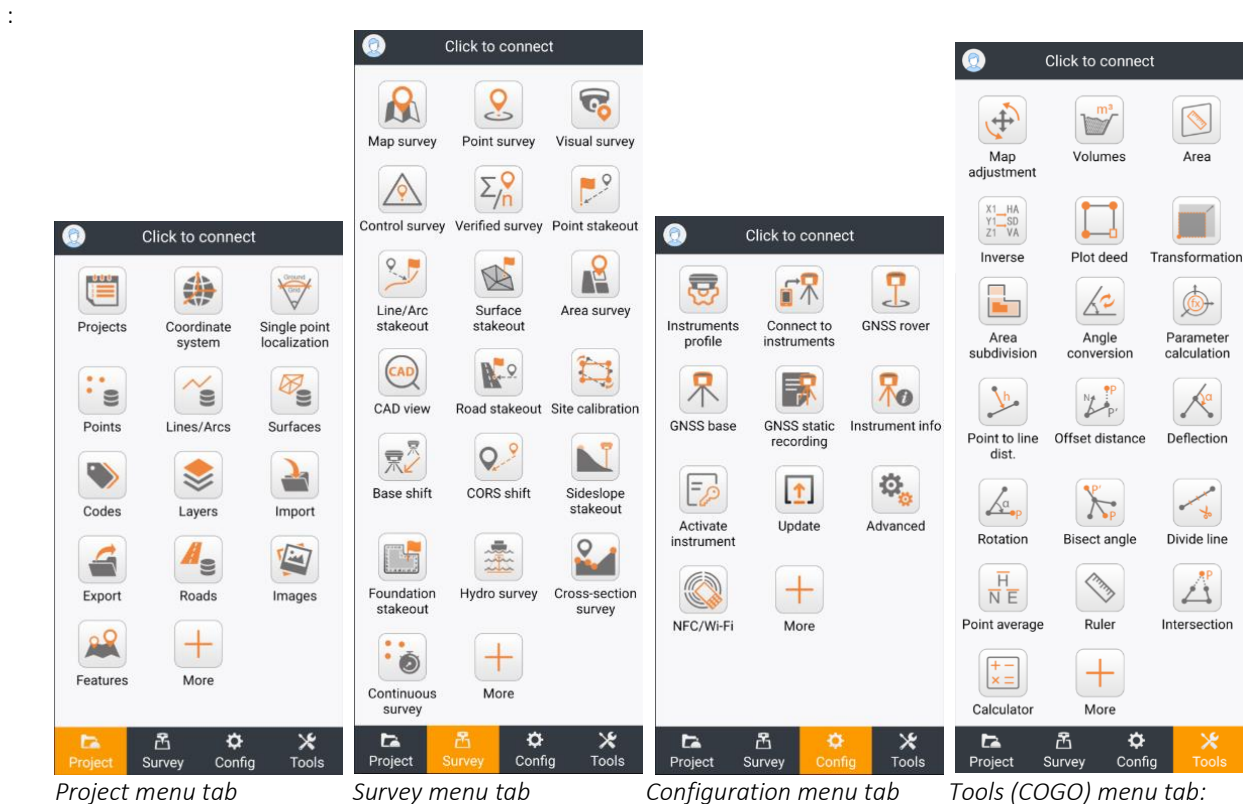 :
Click to connect
Projects
Coordinate
system
Single point
localization
Points
Lines/Arcs
Surfaces
Codes
Layers
Import
Export
Roads
Images
Features
More
Project
Survey
Config
Tools
Project menu tab
Click to connect
Map survey
Point survey
Visual survey
Control survey
Verified survey
Point stakeout
Line/Arc
stakeout
Surface
stakeout
Area survey
CAD
CAD view
Road stakeout
Site calibration
Base shift
CORS shift
Sideslope
stakeout
Foundation
stakeout
Hydro survey
Cross-section
survey
Continuous
survey
More
Project
Survey
Config
Tools
Survey menu tab
Click to connect
Instruments
profile
Connect to
instruments
GNSS rover
GNSS base
GNSS static
recording
Instrument info
Activate
instrument
Update
Advanced
NFC/Wi-Fi
More
Project
Survey
Config
Tools
Configuration menu tab
Click to connect
Map
adjustment
m³
Volumes
Area
X1 HA
Y1 SD
Z1 VA
Inverse
Plot deed
Transformation
Area
subdivision
Angle
conversion
Parameter
calculation
Point to line
dist.
Offset distance
Deflection
Rotation
Bisect angle
Divide line
H
N E
Point average
Ruler
Intersection
Calculator
More
Project
Survey
Config
Tools
Tools (COGO) menu tab: